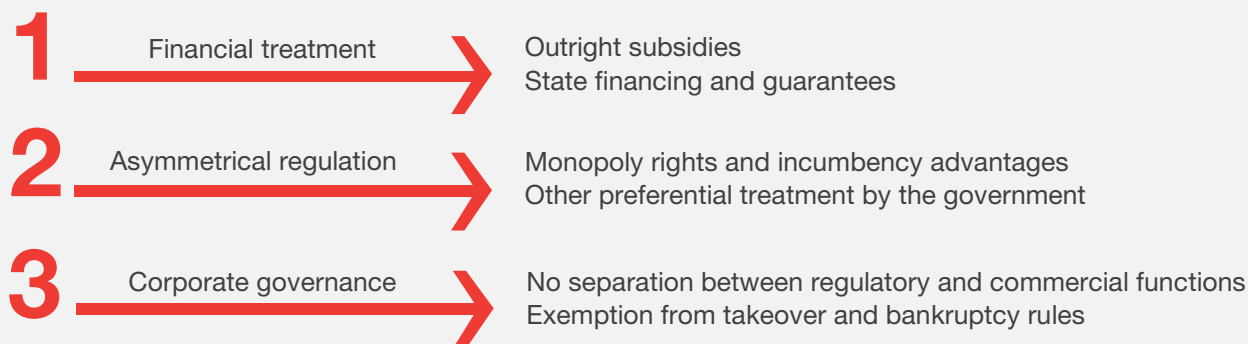 1
Financial treatment
Outright subsidies
State financing and guarantees
2
Asymmetrical regulation
Monopoly rights and incumbency advantages
Other preferential treatment by the government
3
Corporate governance
No separation between regulatory and commercial functions
Exemption from takeover and bankruptcy rules